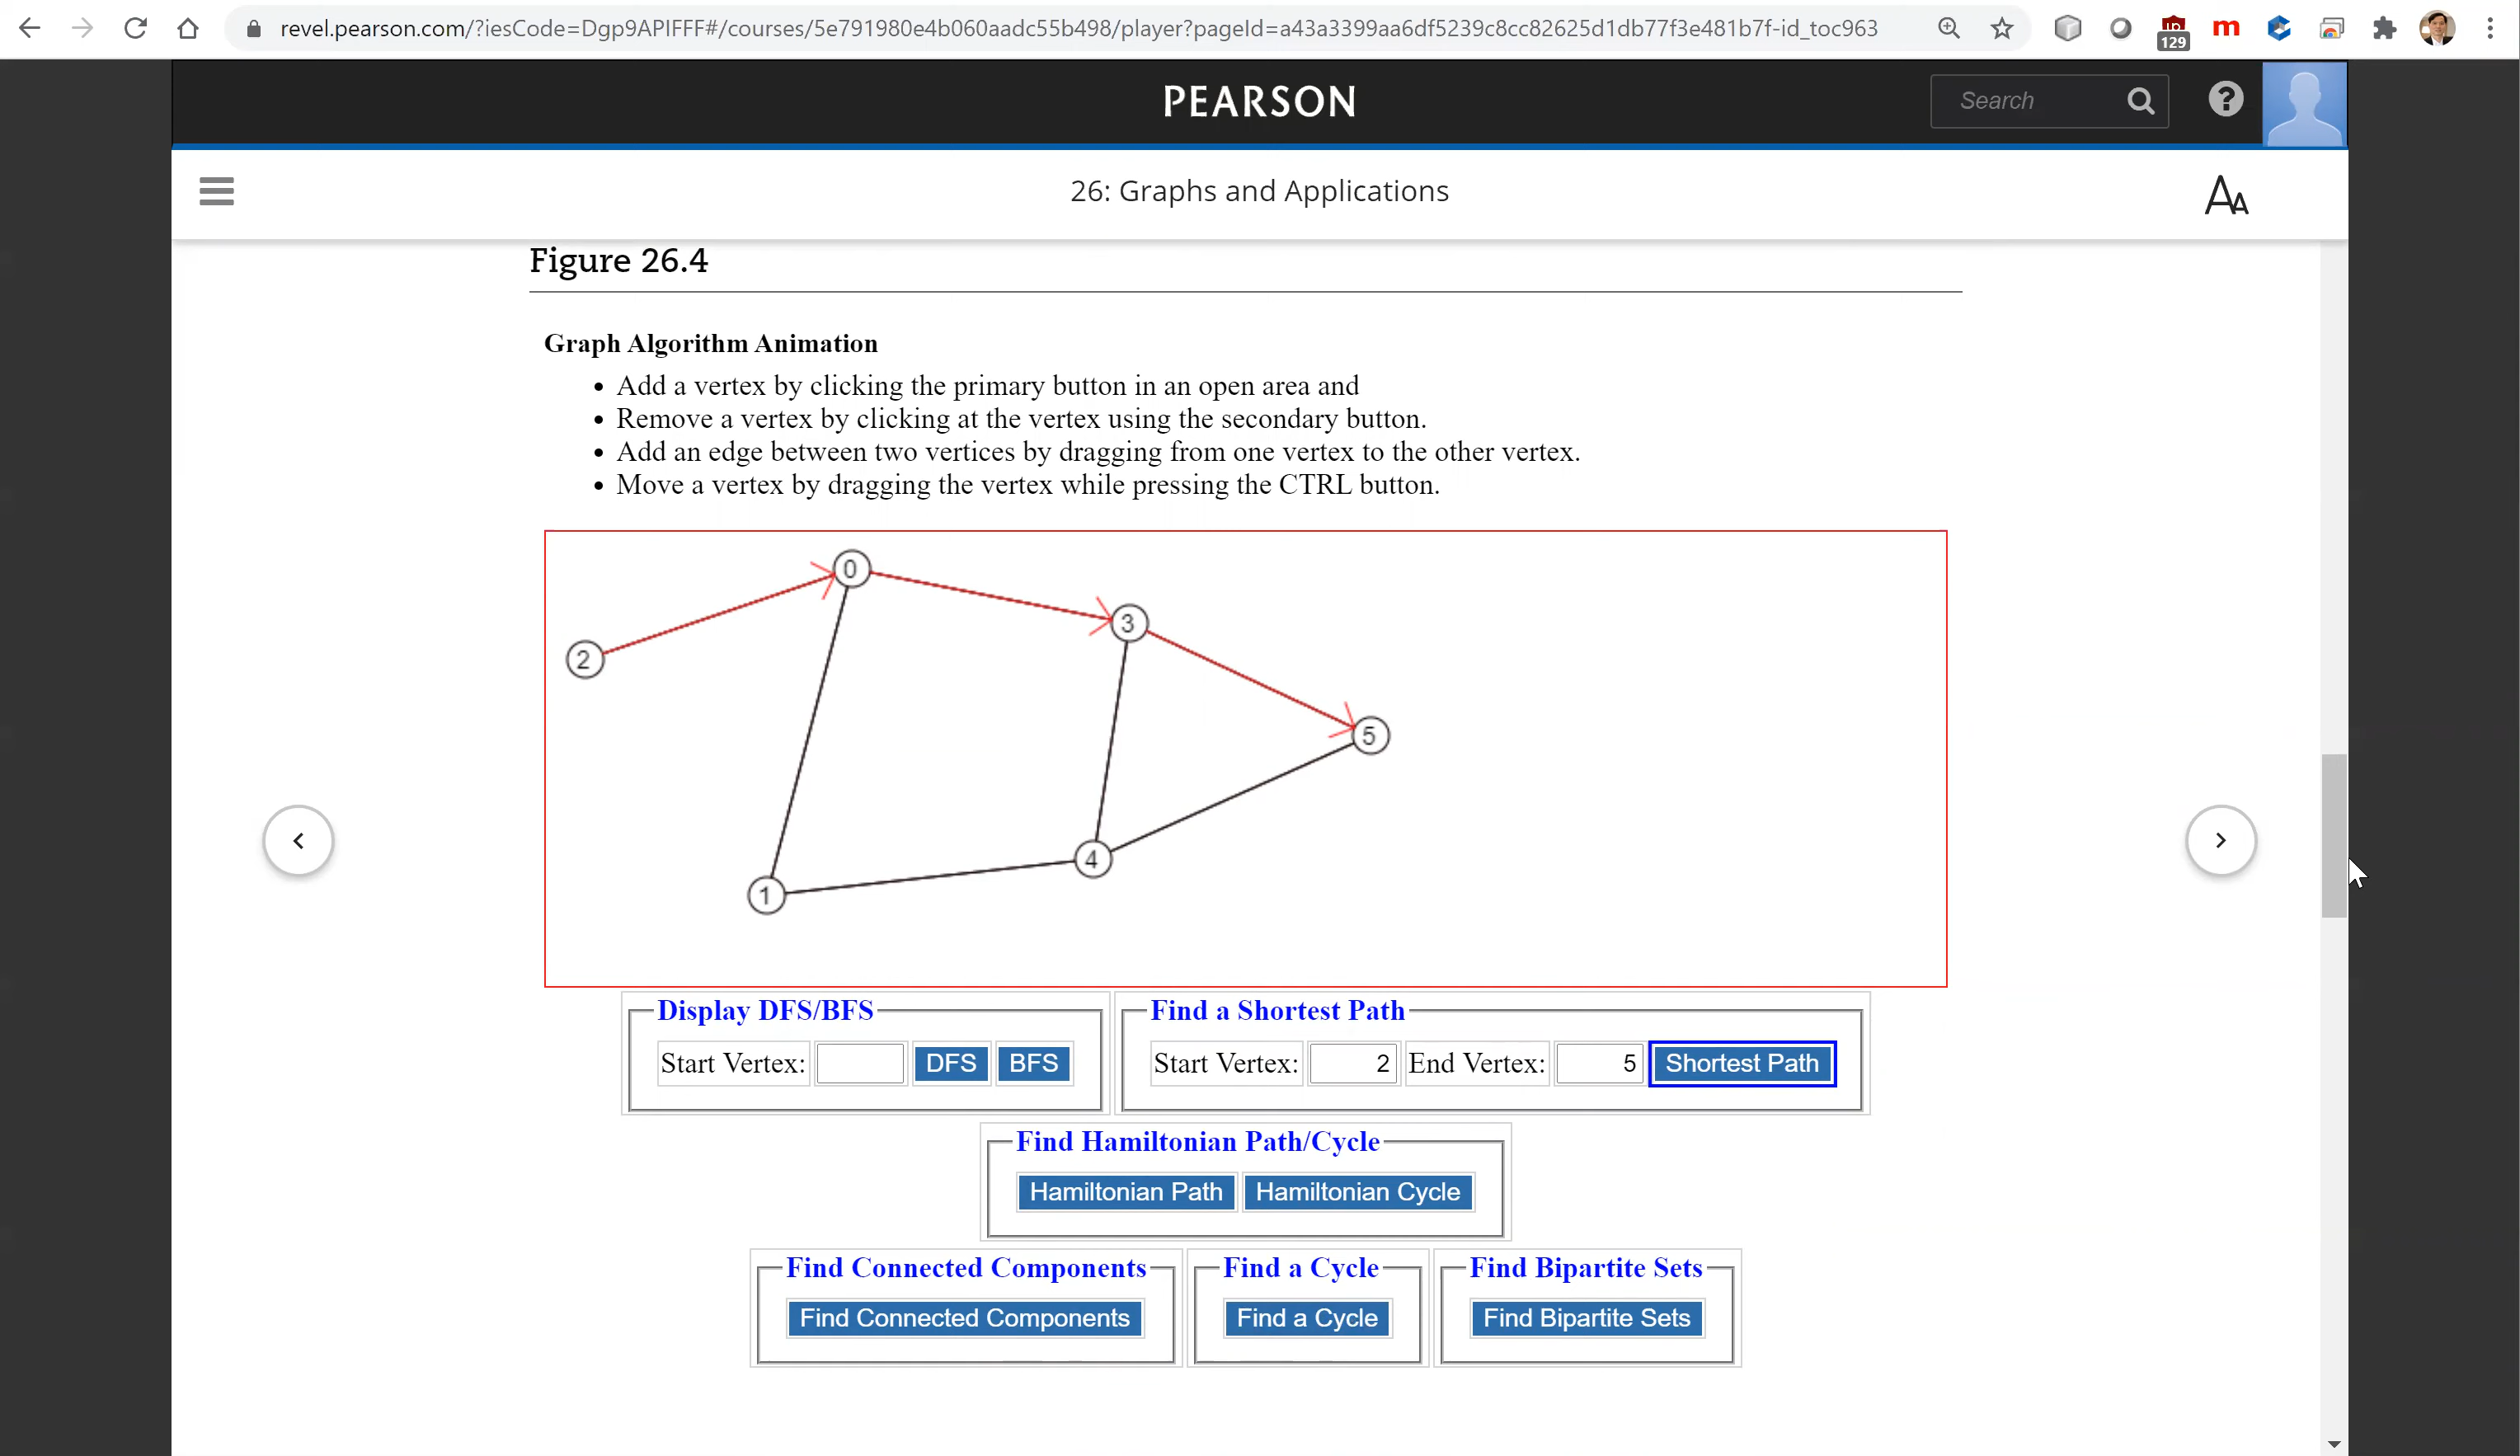 revel.pearson.com/?iesCode=Dgp9APIFFF#/courses/5e791980e4b060aadc55b498/player?pageId=a43a3399aa6df5239c8cc82625d1db77f3e481b7f-id_toc963
129
m
PEARSON
Search
?
26: Graphs and Applications
AA
Figure 26.4
Graph Algorithm Animation
• Add a vertex by clicking the primary button in an open area and
• Remove a vertex by clicking at the vertex using the secondary button.
• Add an edge between two vertices by dragging from one vertex to the other vertex.
• Move a vertex by dragging the vertex while pressing the CTRL button.
0
3
2
5
4
1
Display DFS/BFS
Start Vertex: DFS BFS
Find a Shortest Path
Start Vertex: 2 End Vertex: 5 Shortest Path
Find Hamiltonian Path/Cycle
Hamiltonian Path Hamiltonian Cycle
Find Connected Components
Find Connected Components
Find a Cycle
Find a Cycle
Find Bipartite Sets
Find Bipartite Sets